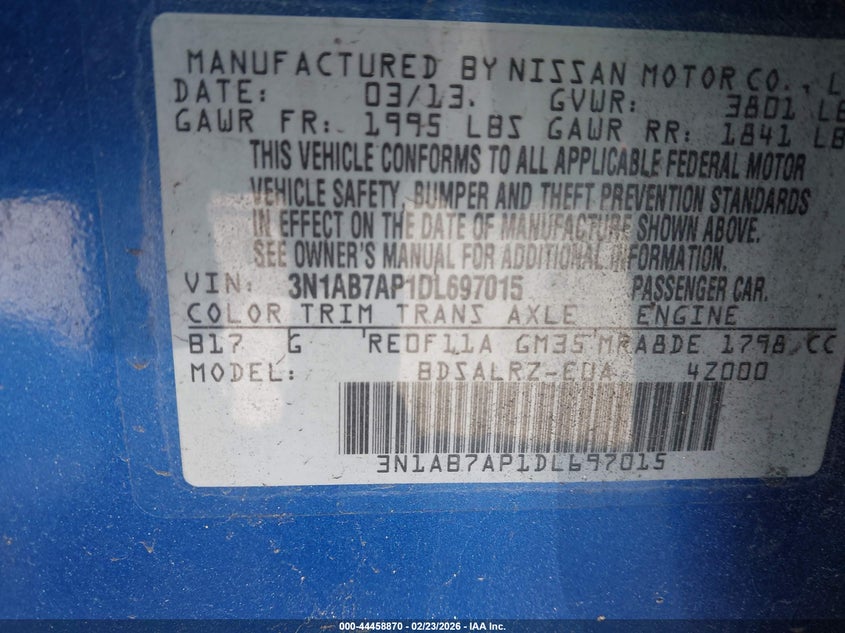 MANUFACTURED BY NISSAN MOTOR CO., L
DATE: 03/13. GVWR: 3801 LB
GAWR FR: 1995 LBS GAWR RR: 1841 LB
THIS VEHICLE CONFORMS TO ALL APPLICABLE FEDERAL MOTOR
VEHICLE SAFETY, BUMPER AND THEFT PREVENTION STANDARDS
IN EFFECT ON THE DATE OF MANUFACTURE SHOWN ABOVE.
SEE OWNER'S MANUAL FOR ADDITIONAL INFORMATION.
VIN: 3N1AB7AP1DL697015 PASSENGER CAR.
COLOR TRIM TRANS AXLE ENGINE
B17 G RE0F11A GM35 MRA8DE 1798 CC
MODEL: BDSALRZ-EUA 4Z000
3N1AB7AP1DL697015
000-44458870 | 02/23/2026 - IAA Inc.